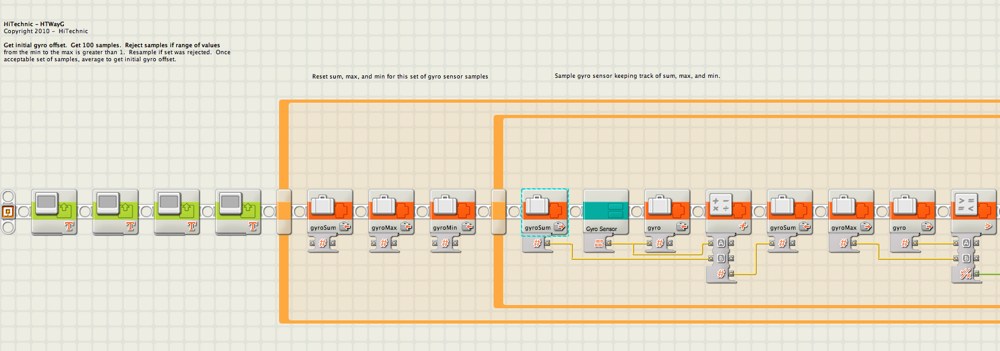 HiTechnic - HTWayG
Copyright 2010 - HiTechnic
Get initial gyro offset. Get 100 samples. Reject samples if range of values
from the min to the max is greater than 1. Resample if set was rejected. Once
acceptable set of samples, average to get initial gyro offset.
Reset sum, max, and min for this set of gyro sensor samples
Sample gyro sensor keeping track of sum, max, and min.
T T T T
gyroSum gyroMax gyroMin gyroSum Gyro Sensor gyro gyroSum gyroMax gyro
# # # # # A # # # A
B B
#